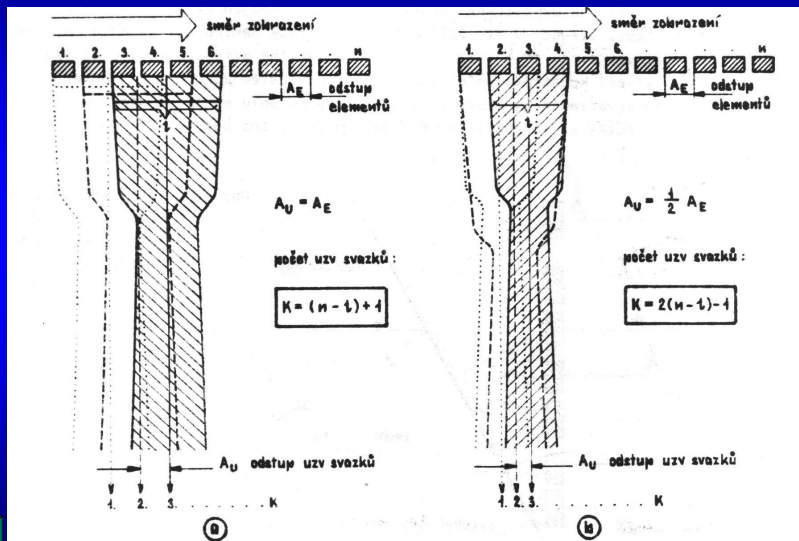 směr zobrazení
1. 2. 3. 4. 5. 6. . . . . n
A_E odstup
elementů
i
A_U = A_E
počet uzv svazků :
K = (n - i) + 1
A_U odstup uzv svazků
1. 2. 3. . . . . . . . . K
a
směr zobrazení
1. 2. 3. 4. 5. 6. . . . . . n
A_E odstup
elementů
i
A_U = 1/2 A_E
počet uzv svazků :
K = 2(n - i) - 1
A_U odstup uzv svazků
1. 2. 3. . . . . . . . K
b